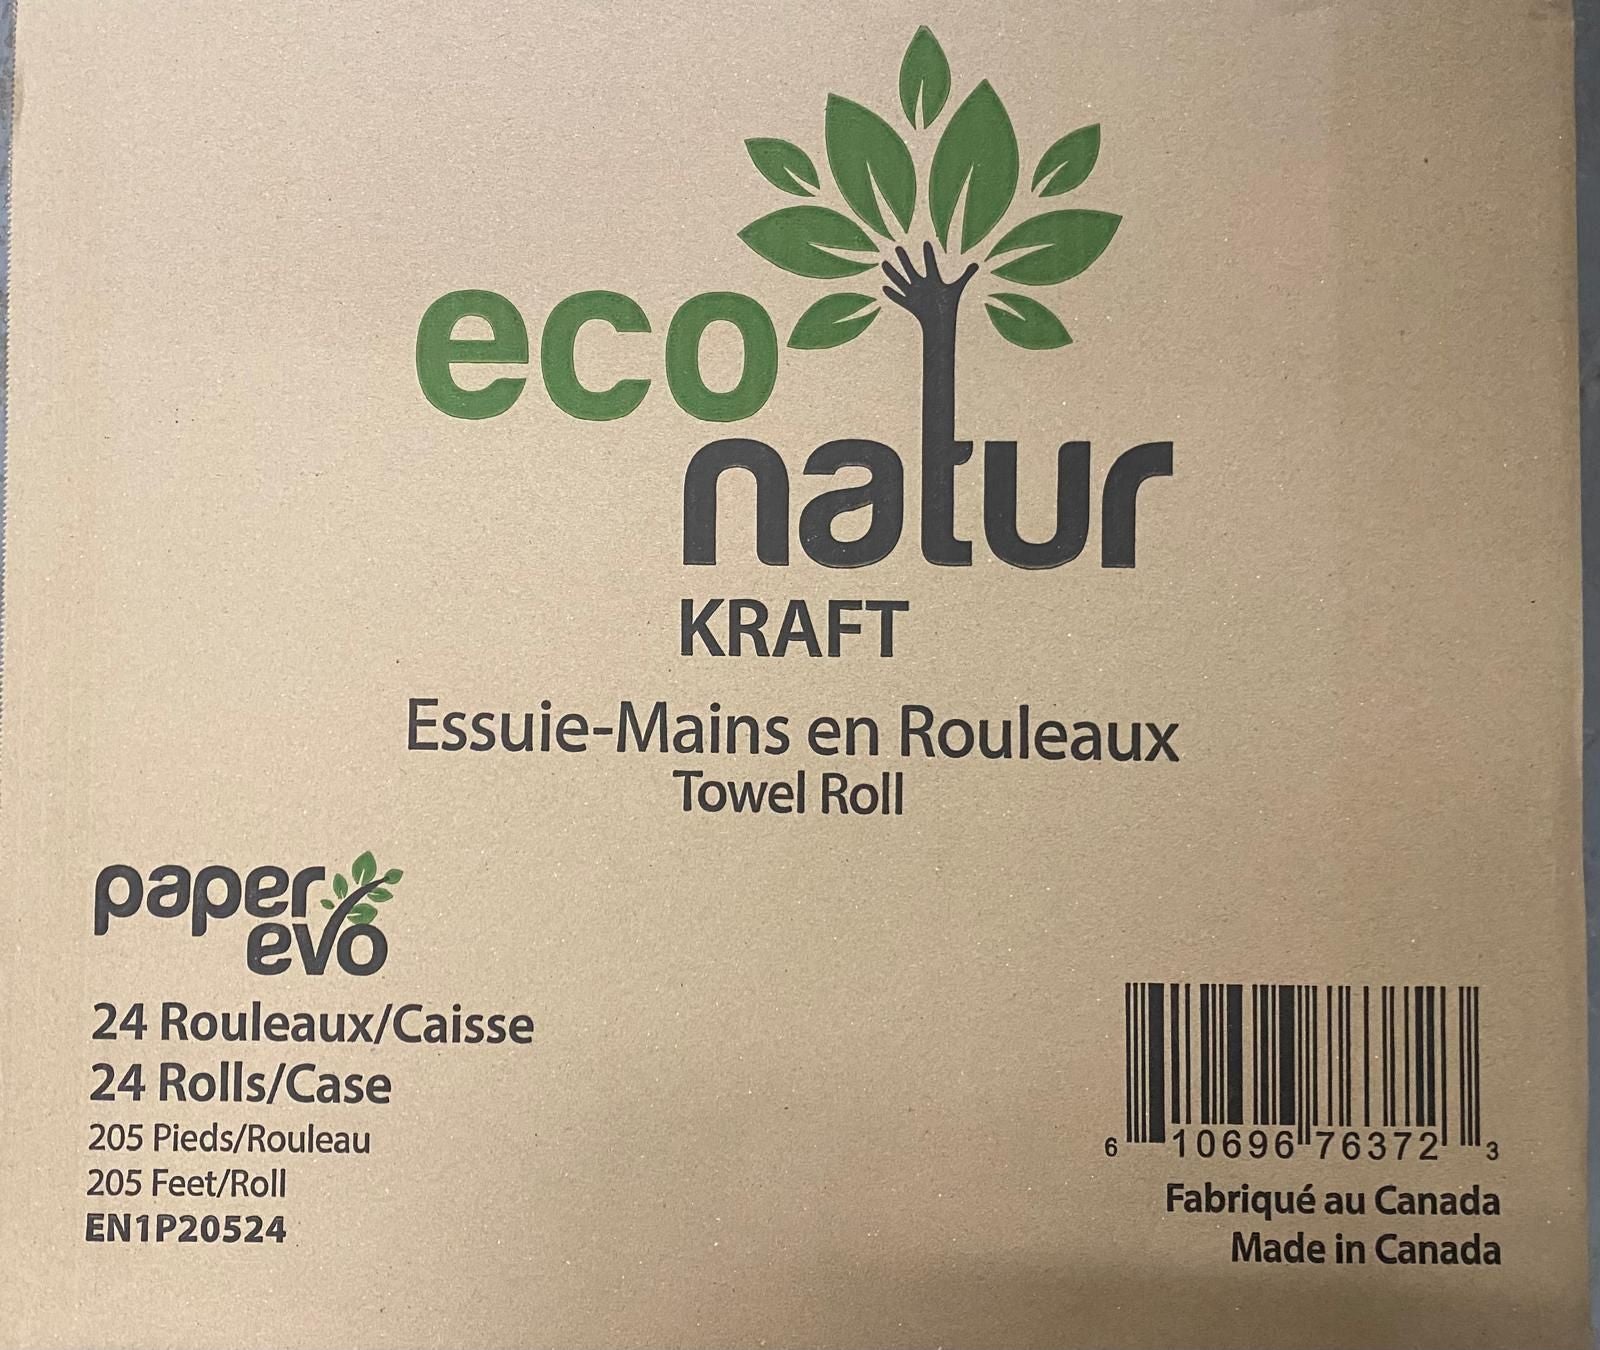 eco
natur
KRAFT
Essuie-Mains en Rouleaux
Towel Roll
paper
evo
24 Rouleaux/Caisse
24 Rolls/Case
205 Pieds/Rouleau
205 Feet/Roll
EN1P20524
6 10696 76372 3
Fabriqué au Canada
Made in Canada